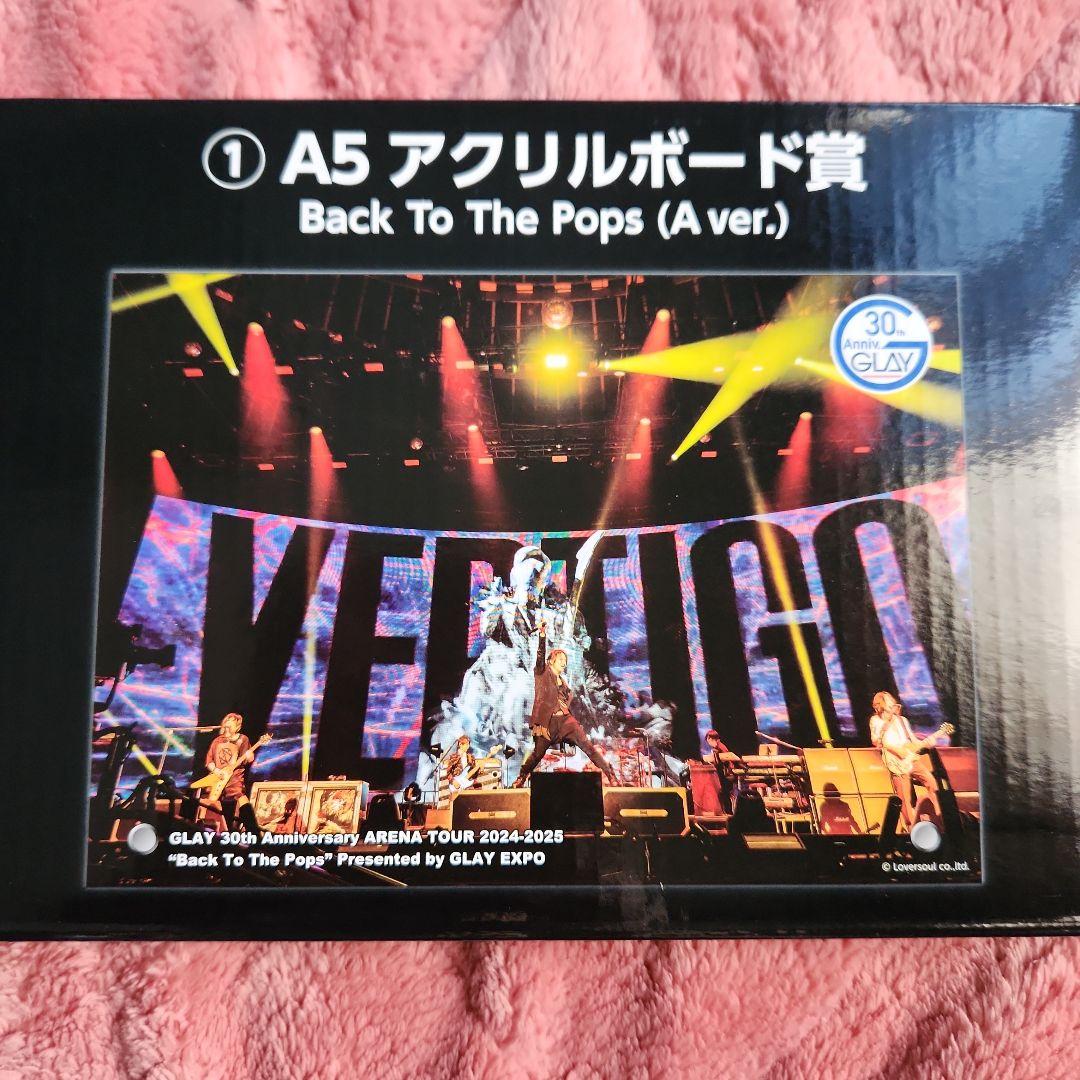 ① A5 アクリルボード賞
Back To The Pops (A ver.)
30th
Anniv.
GLAY
VERTIGO
GLAY 30th Anniversary ARENA TOUR 2024-2025
“Back To The Pops” Presented by GLAY EXPO
© Loversoul co.,ltd.